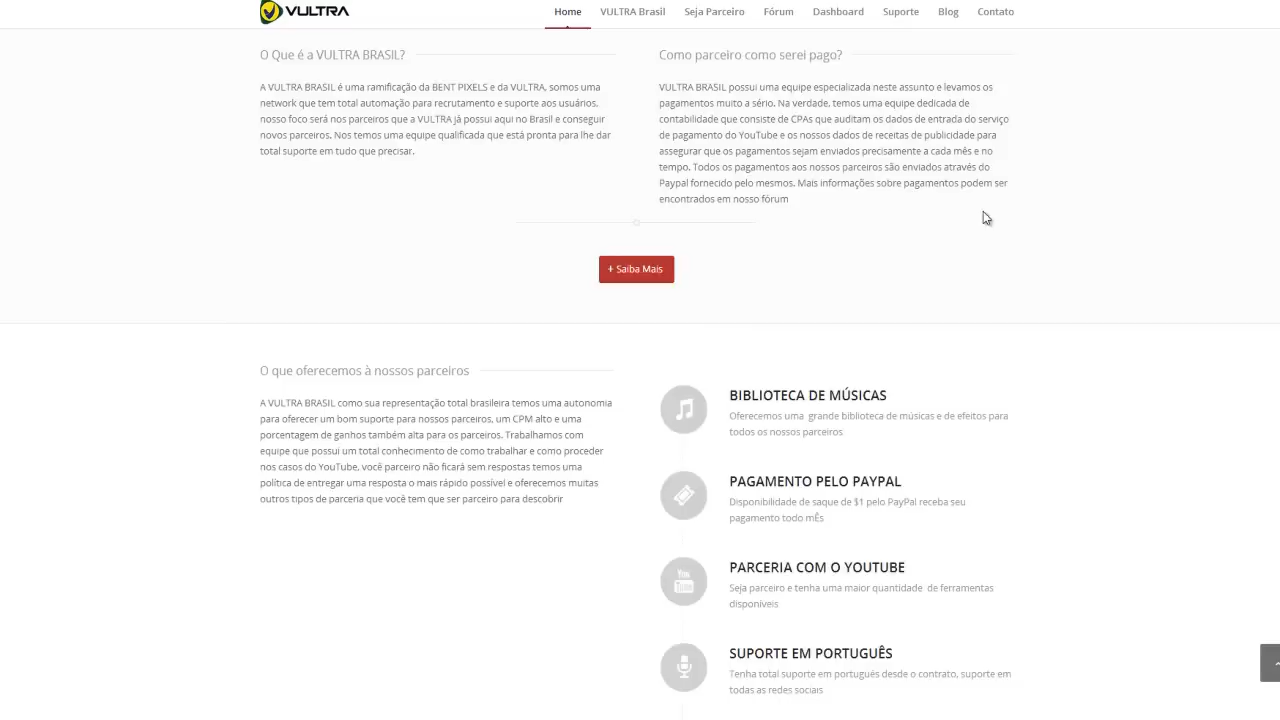 VULTRA
Home
VULTRA Brasil
Seja Parceiro
Fórum
Dashboard
Suporte
Blog
Contato
O Que é a VULTRA BRASIL?
A VULTRA BRASIL é uma ramificação da BENT PIXELS e da VULTRA, somos uma
network que tem total automação para recrutamento e suporte aos usuários,
nosso foco será nos parceiros que a VULTRA já possui aqui no Brasil e conseguir
novos parceiros. Nos temos uma equipe qualificada que está pronta para lhe dar
total suporte em tudo que precisar.
Como parceiro como serei pago?
VULTRA BRASIL possui uma equipe especializada neste assunto e levamos os
pagamentos muito a sério. Na verdade, temos uma equipe dedicada de
contabilidade que consiste de CPAs que auditam os dados de entrada do serviço
de pagamento do YouTube e os nossos dados de receitas de publicidade para
assegurar que os pagamentos sejam enviados precisamente a cada mês e no
tempo. Todos os pagamentos aos nossos parceiros são enviados através do
Paypal fornecido pelo mesmos. Mais informações sobre pagamentos podem ser
encontrados em nosso fórum
+ Saiba Mais
O que oferecemos à nossos parceiros
A VULTRA BRASIL como sua representação total brasileira temos uma autonomia
para oferecer um bom suporte para nossos parceiros, um CPM alto e uma
porcentagem de ganhos também alta para os parceiros. Trabalhamos com
equipe que possui um total conhecimento de como trabalhar e como proceder
nos casos do YouTube, você parceiro não ficará sem respostas temos uma
política de entregar uma resposta o mais rápido possível e oferecemos muitas
outros tipos de parceria que você tem que ser parceiro para descobrir
BIBLIOTECA DE MÚSICAS
Oferecemos uma grande biblioteca de músicas e de efeitos para
todos os nossos parceiros
PAGAMENTO PELO PAYPAL
Disponibilidade de saque de $1 pelo PayPal receba seu
pagamento todo mÊs
You
Tube
PARCERIA COM O YOUTUBE
Seja parceiro e tenha uma maior quantidade de ferramentas
disponíveis
SUPORTE EM PORTUGUÊS
Tenha total suporte em português desde o contrato, suporte em
todas as redes sociais